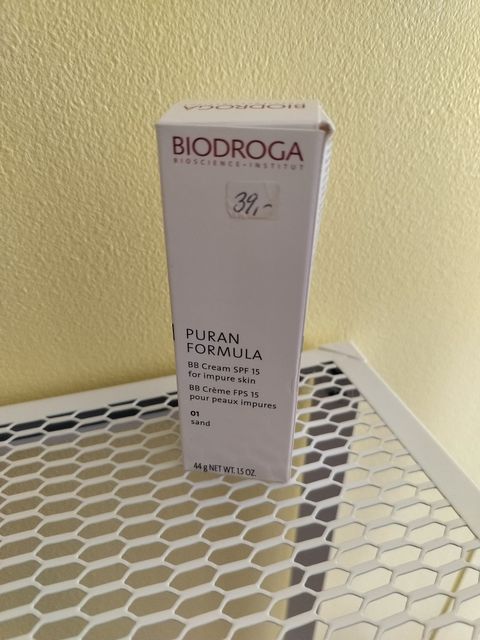 BIODROGA
BIODROGA
BIOSCIENCE-INSTITUT
39,-
PURAN
FORMULA
BB Cream SPF 15
for impure skin
BB Crème FPS 15
pour peaux impures
01
sand
44 g NET WT. 1.5 OZ.